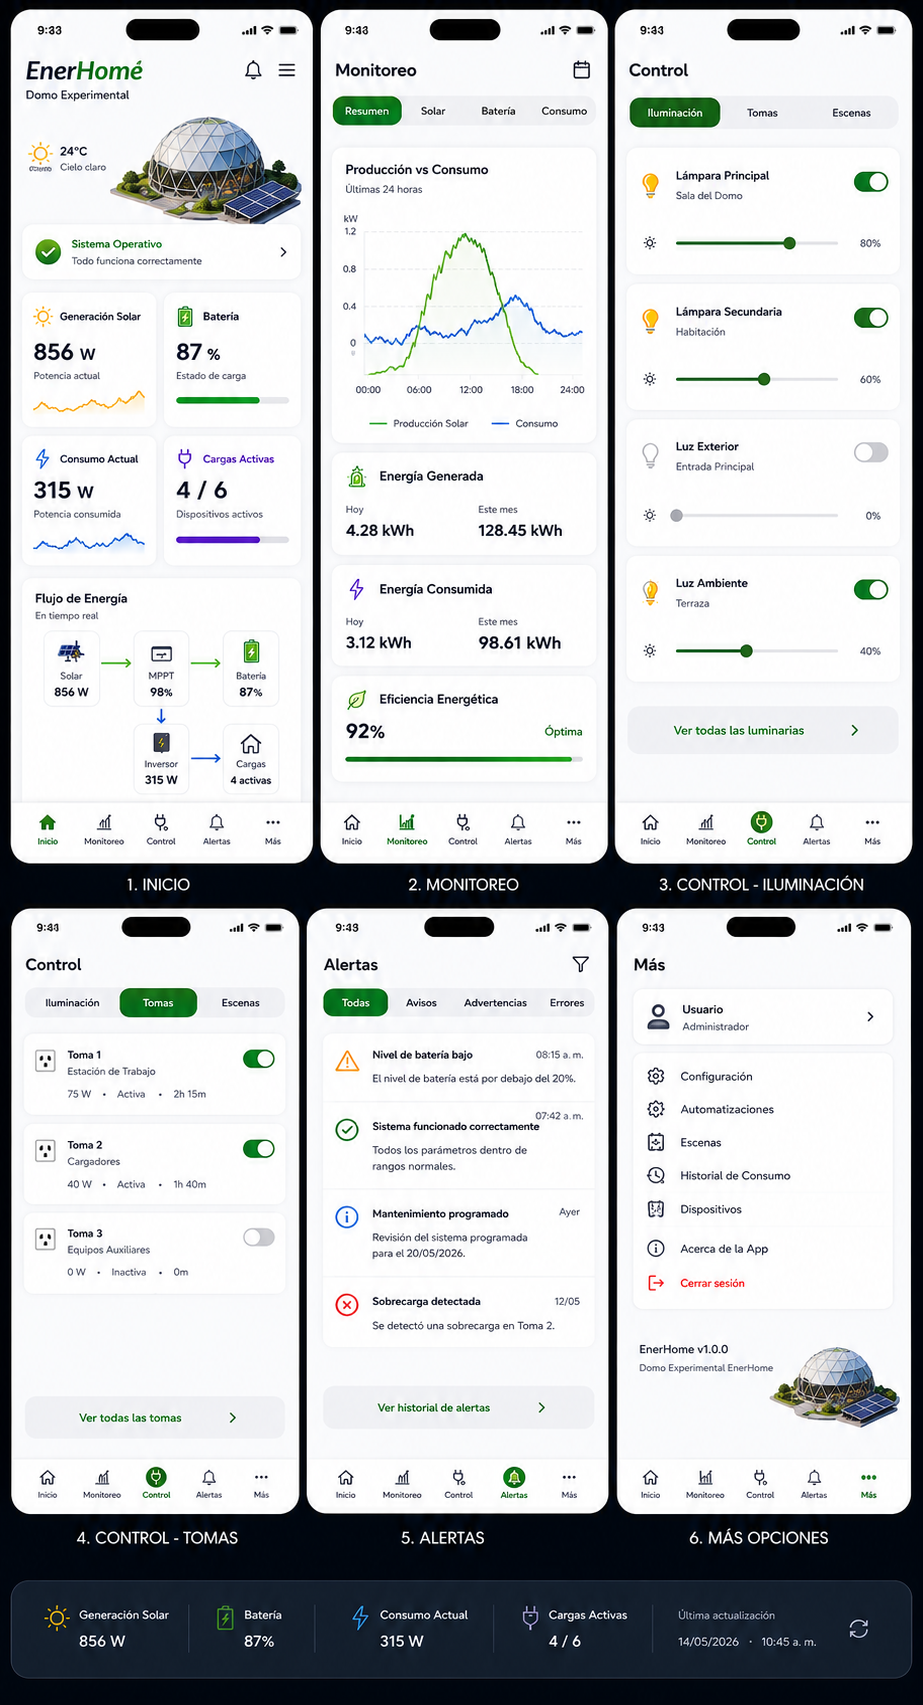 9:33
EnerHomé
Domo Experimental
24°C
Cielo claro
Sistema Operativo
Todo funciona correctamente
Generación Solar
856 W
Potencia actual
Batería
87 %
Estado de carga
Consumo Actual
315 W
Potencia consumida
Cargas Activas
4 / 6
Dispositivos activos
Flujo de Energía
En tiempo real
Solar
856 W
MPPT
98%
Batería
87%
Inversor
315 W
Cargas
4 activas
Inicio
Monitoreo
Control
Alertas
Más
1. INICIO
Monitoreo
Resumen
Solar
Batería
Consumo
Producción vs Consumo
Últimas 24 horas
kW
1.2
0.8
0.4
0
00:00
06:00
12:00
18:00
24:00
Producción Solar
Consumo
Energía Generada
Hoy
4.28 kWh
Este mes
128.45 kWh
Energía Consumida
Hoy
3.12 kWh
Este mes
98.61 kWh
Eficiencia Energética
92%
Óptima
Inicio
Monitoreo
Control
Alertas
Más
2. MONITOREO
Control
Iluminación
Tomas
Escenas
Lámpara Principal
Sala del Domo
80%
Lámpara Secundaria
Habitación
60%
Luz Exterior
Entrada Principal
0%
Luz Ambiente
Terraza
40%
Ver todas las luminarias
Inicio
Monitoreo
Control
Alertas
Más
3. CONTROL - ILUMINACIÓN
Control
Iluminación
Tomas
Escenas
Toma 1
Estación de Trabajo
75 W • Activa • 2h 15m
Toma 2
Cargadores
40 W • Activa • 1h 40m
Toma 3
Equipos Auxiliares
0 W • Inactiva • 0m
Ver todas las tomas
Inicio
Monitoreo
Control
Alertas
Más
4. CONTROL - TOMAS
Alertas
Todas
Avisos
Advertencias
Errores
Nivel de batería bajo
08:15 a. m.
El nivel de batería está por debajo del 20%.
07:42 a. m.
Sistema funcionado correctamente
Todos los parámetros dentro de
rangos normales.
Mantenimiento programado
Ayer
Revisión del sistema programada
para el 20/05/2026.
Sobrecarga detectada
12/05
Se detectó una sobrecarga en Toma 2.
Ver historial de alertas
Inicio
Monitoreo
Control
Alertas
Más
5. ALERTAS
Más
Usuario
Administrador
Configuración
Automatizaciones
Escenas
Historial de Consumo
Dispositivos
Acerca de la App
Cerrar sesión
EnerHome v1.0.0
Domo Experimental EnerHome
Inicio
Monitoreo
Control
Alertas
Más
6. MÁS OPCIONES
Generación Solar
856 W
Batería
87%
Consumo Actual
315 W
Cargas Activas
4 / 6
Última actualización
14/05/2026 • 10:45 a. m.